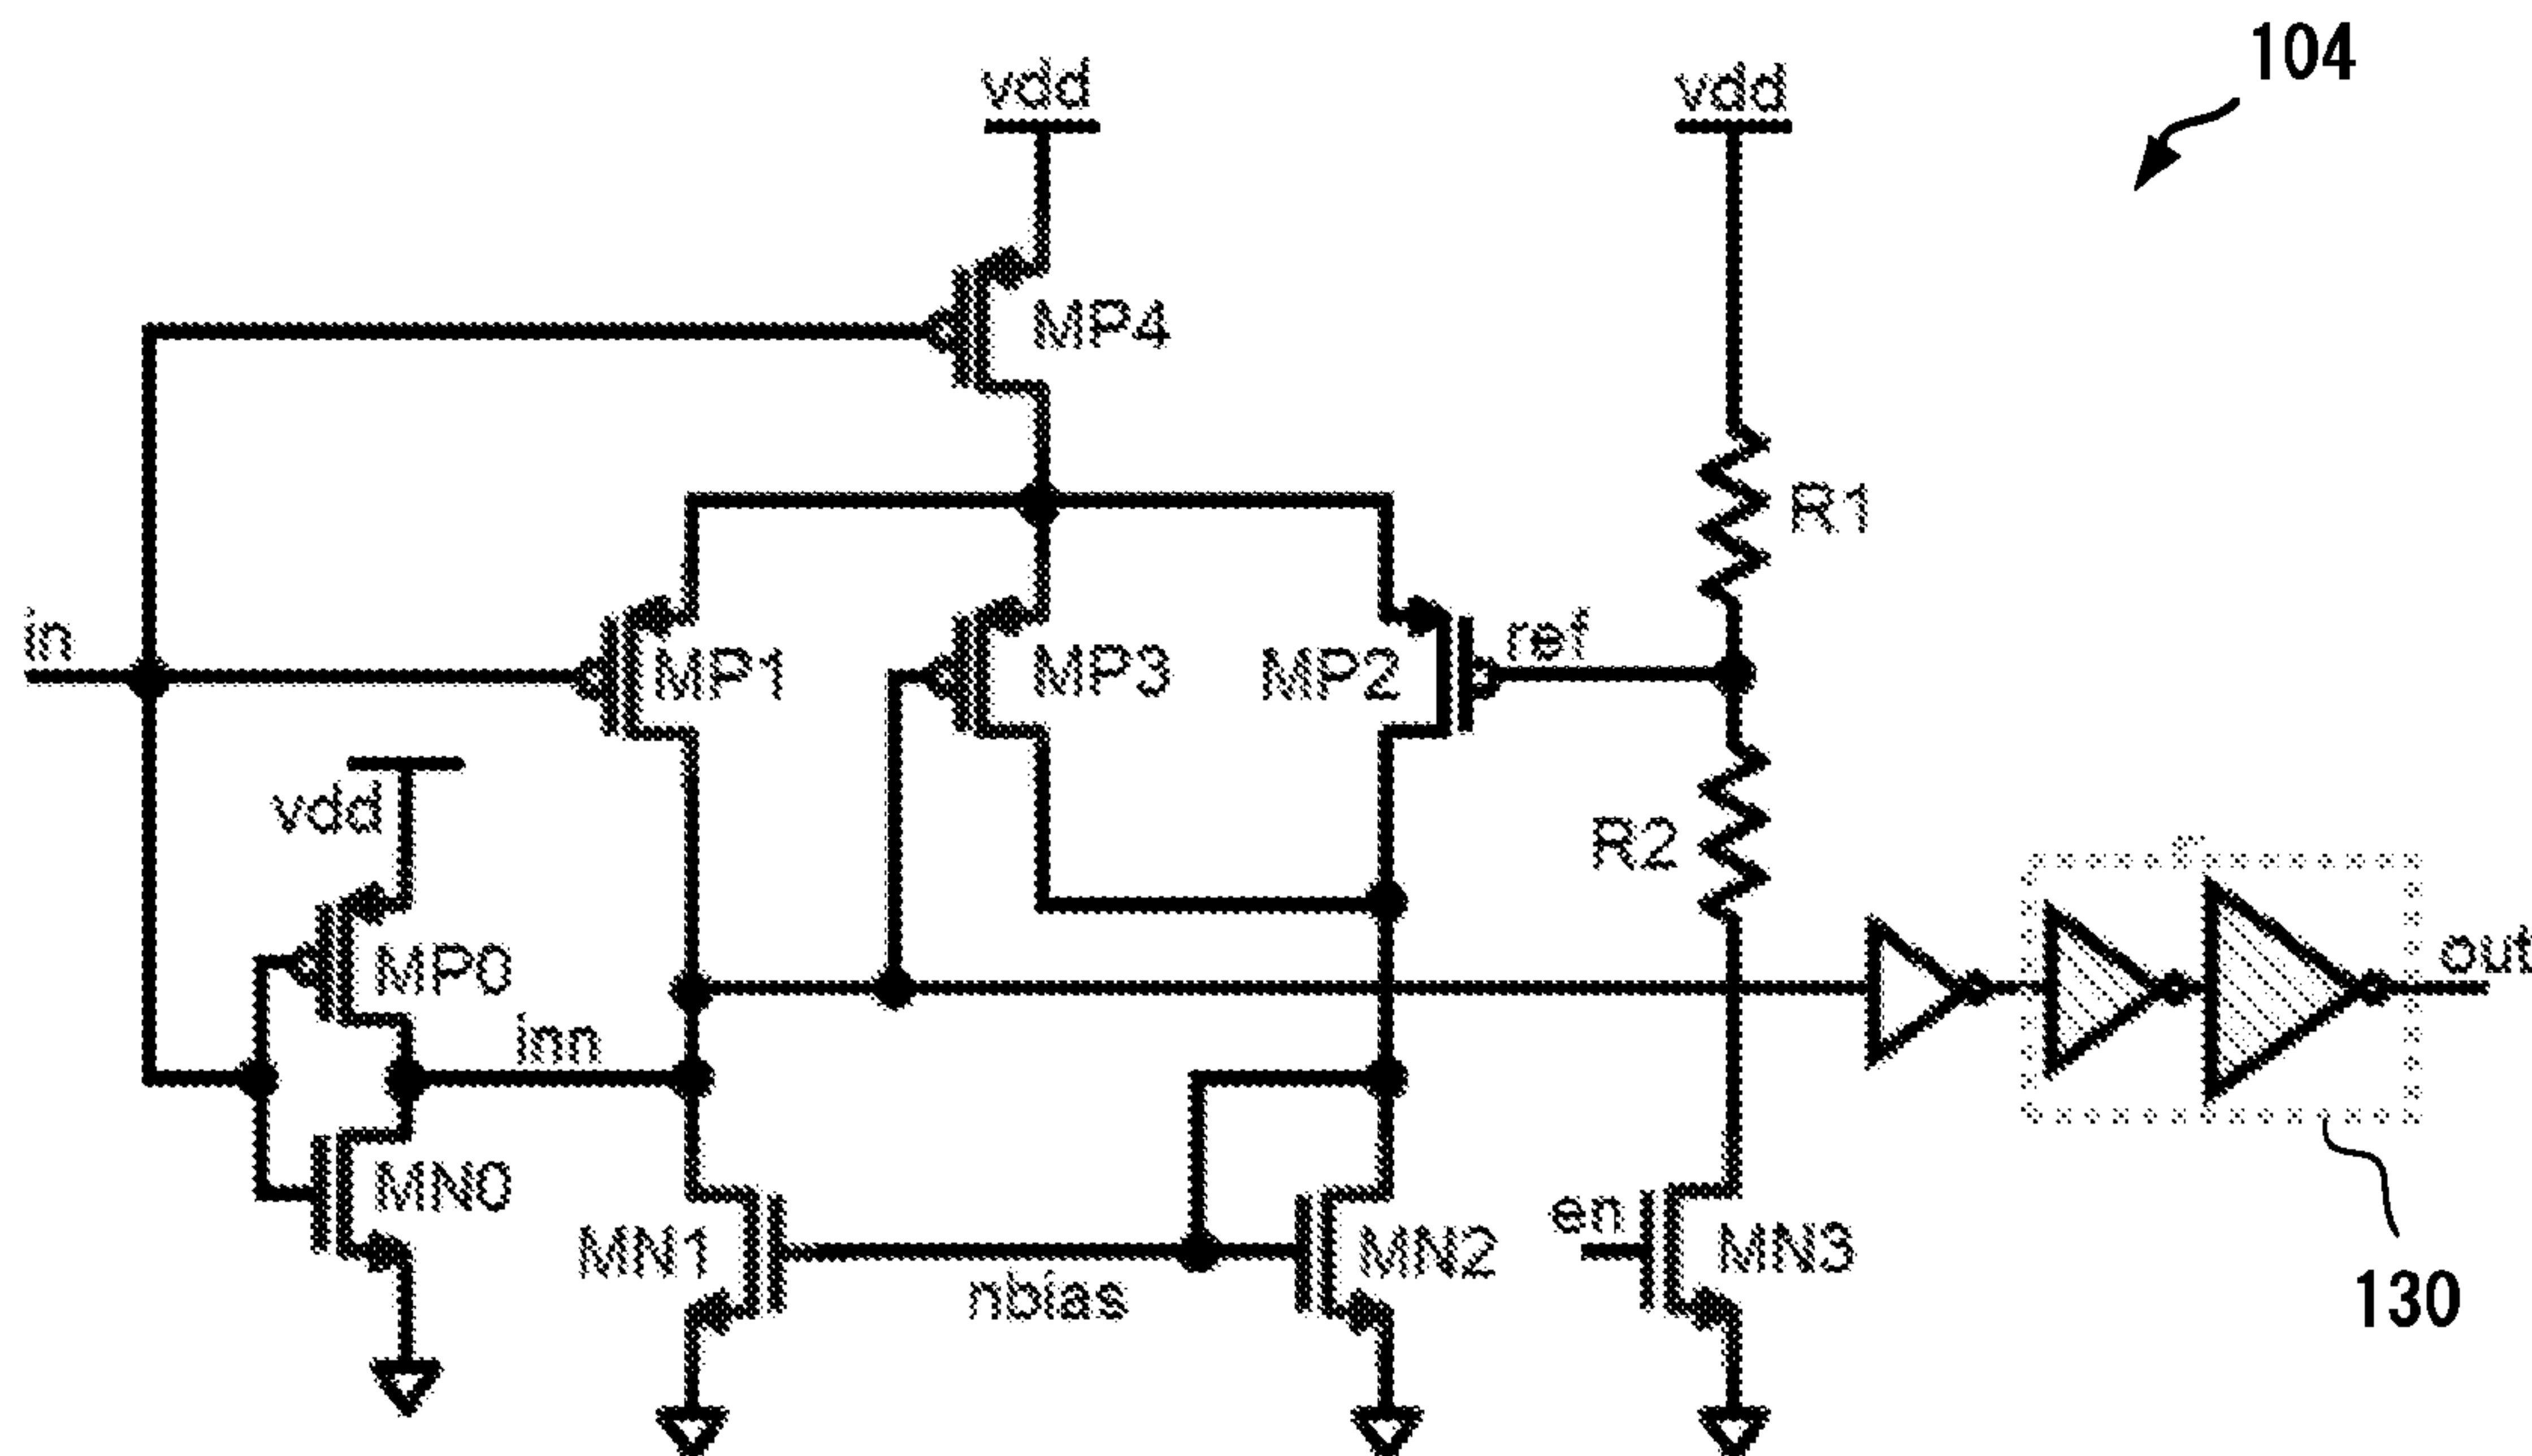 104
vdd
vdd
MP4
R1
in
MP1
MP3
MP2
ref
vdd
R2
MP0
out
inn
MN0
MN1
nbias
MN2
en
MN3
130